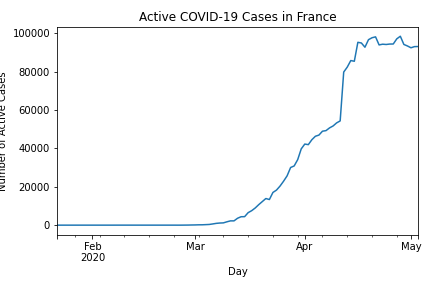 Active COVID-19 Cases in France
Number of Active Cases
100000
80000
60000
40000
20000
0
Feb
2020
Mar
Apr
May
Day